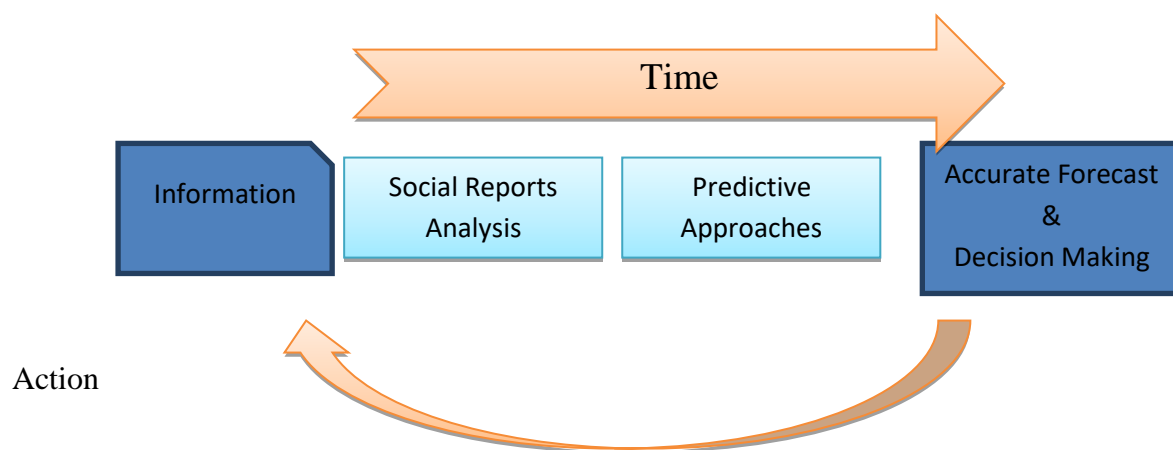 Time
Information
Social Reports
Analysis
Predictive
Approaches
Accurate Forecast
&
Decision Making
Action